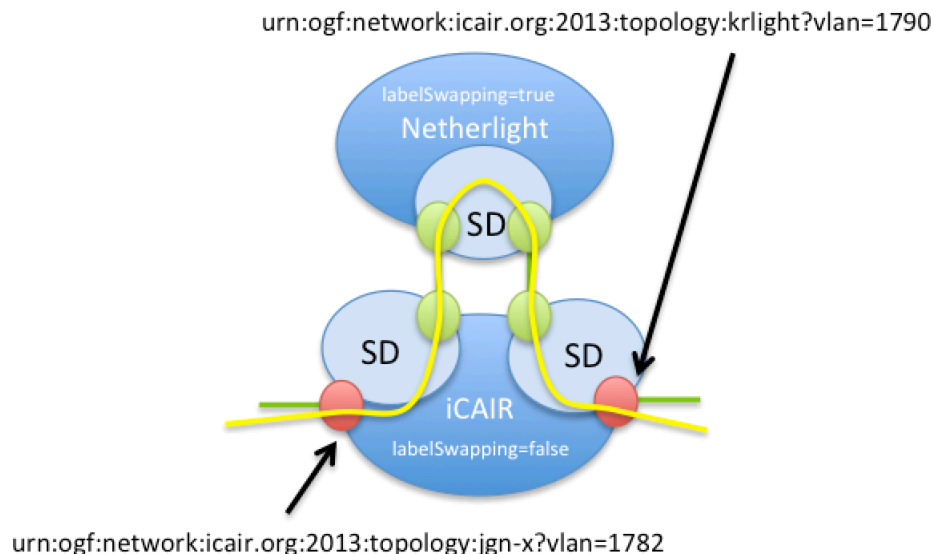 urn:ogf:network:icair.org:2013:topology:krlight?vlan=1790
labelSwapping=true
Netherlight
SD
SD
SD
iCAIR
labelSwapping=false
urn:ogf:network:icair.org:2013:topology:jgn-x?vlan=1782